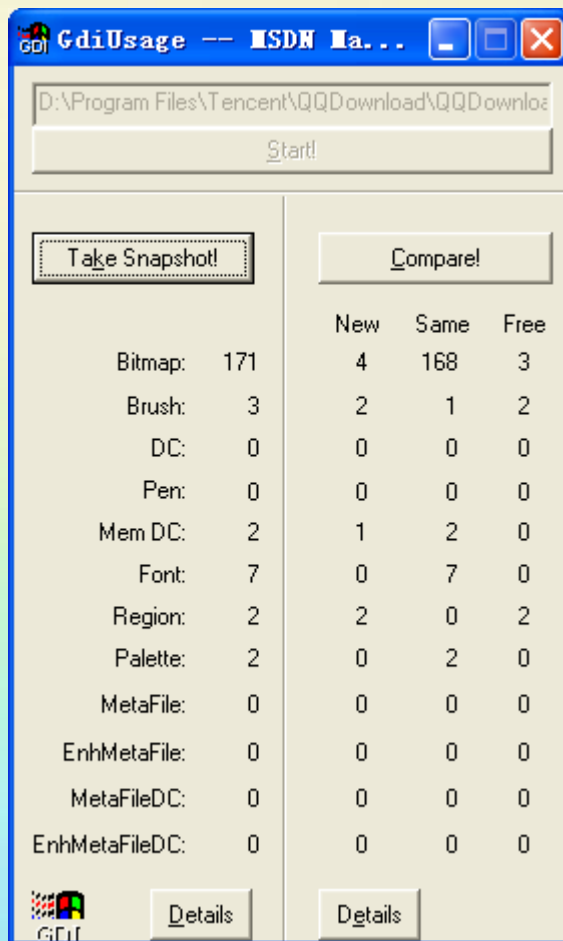 GdiUsage -- MSDN Ma...
D:\Program Files\Tencent\QQDownload\QQDownloa
Start!
Take Snapshot!
Compare!
New Same Free
Bitmap: 171 4 168 3
Brush: 3 2 1 2
DC: 0 0 0 0
Pen: 0 0 0 0
Mem DC: 2 1 2 0
Font: 7 0 7 0
Region: 2 2 0 2
Palette: 2 0 2 0
MetaFile: 0 0 0 0
EnhMetaFile: 0 0 0 0
MetaFileDC: 0 0 0 0
EnhMetaFileDC: 0 0 0 0
Details
Details